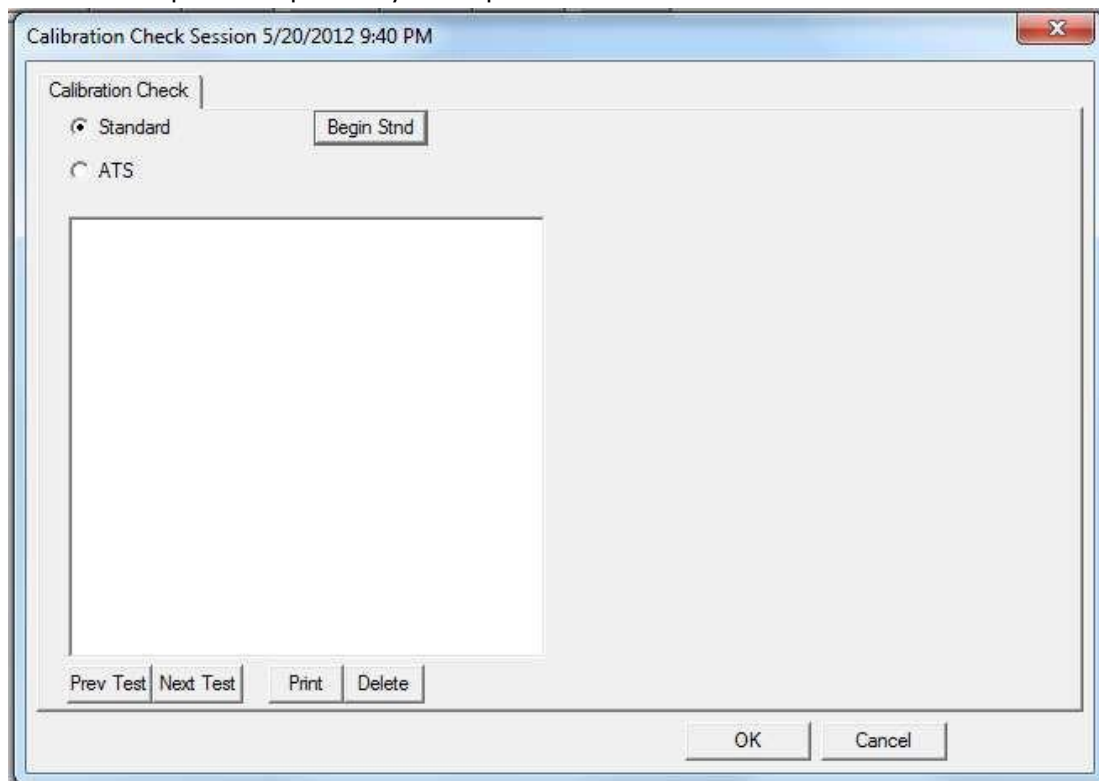 Calibration Check Session 5/20/2012 9:40 PM
Calibration Check
Standard Begin Stnd
ATS
Prev Test Next Test Print Delete
OK Cancel